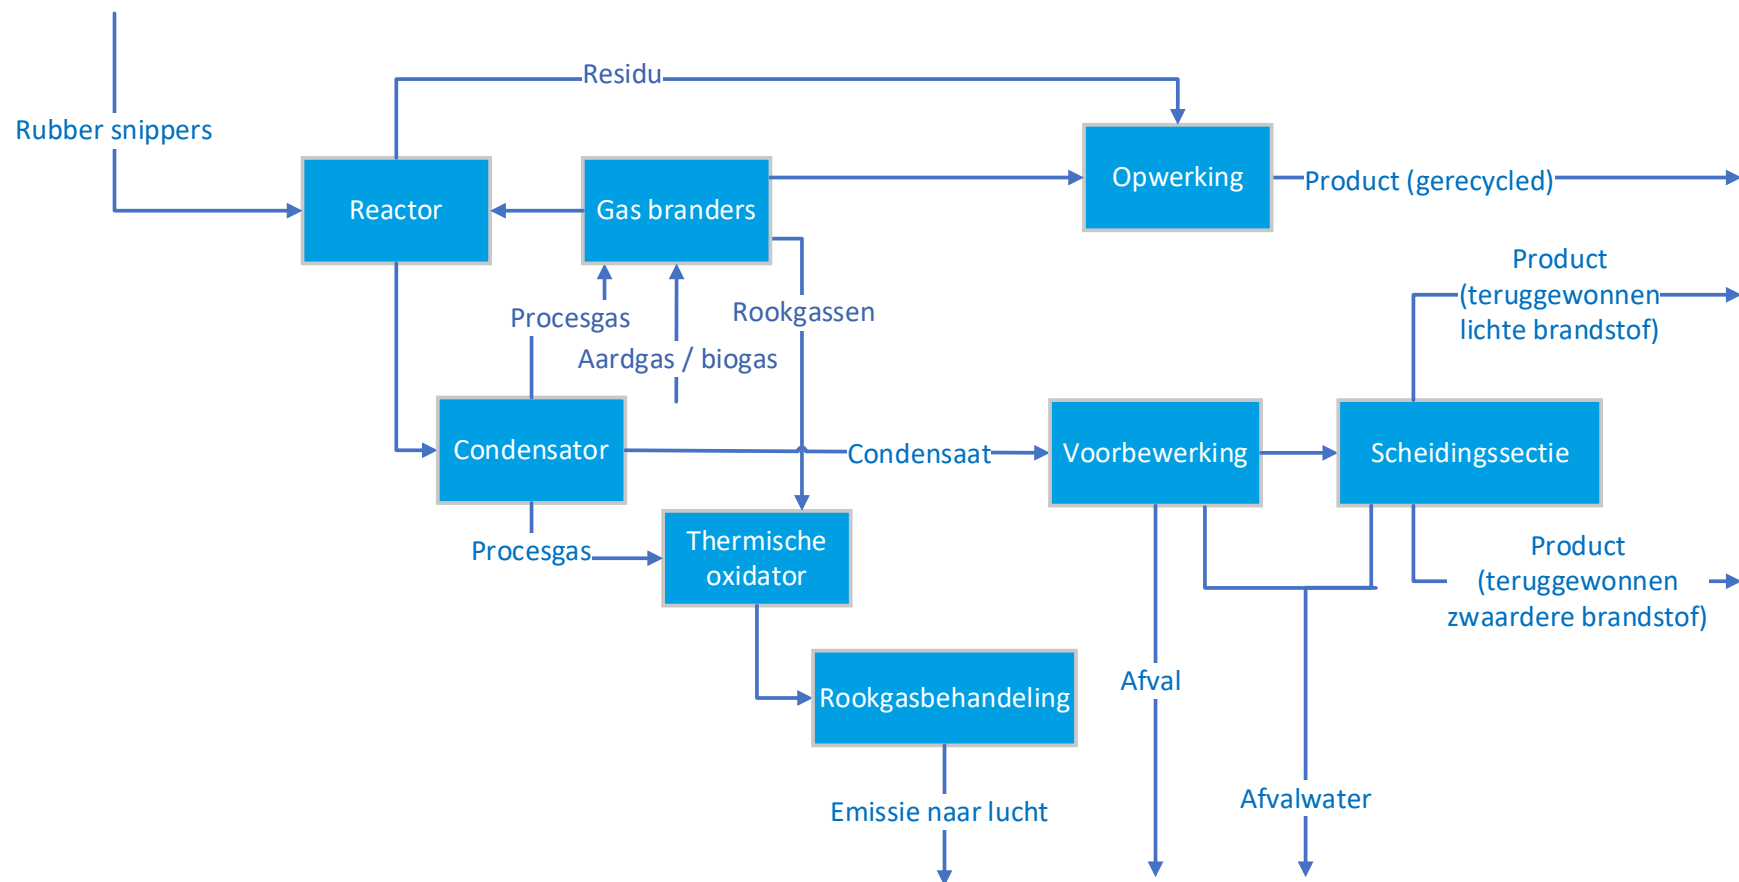 Residu
Rubber snippers
Reactor
Gas branders
Opwerking
Product (gerecycled)
Product
(teruggewonnen
lichte brandstof)
Procesgas
Rookgassen
Aardgas / biogas
Condensator
Condensaat
Voorbewerking
Scheidingssectie
Procesgas
Thermische
oxidator
Product
(teruggewonnen
zwaardere brandstof)
Rookgasbehandeling
Afval
Emissie naar lucht
Afvalwater